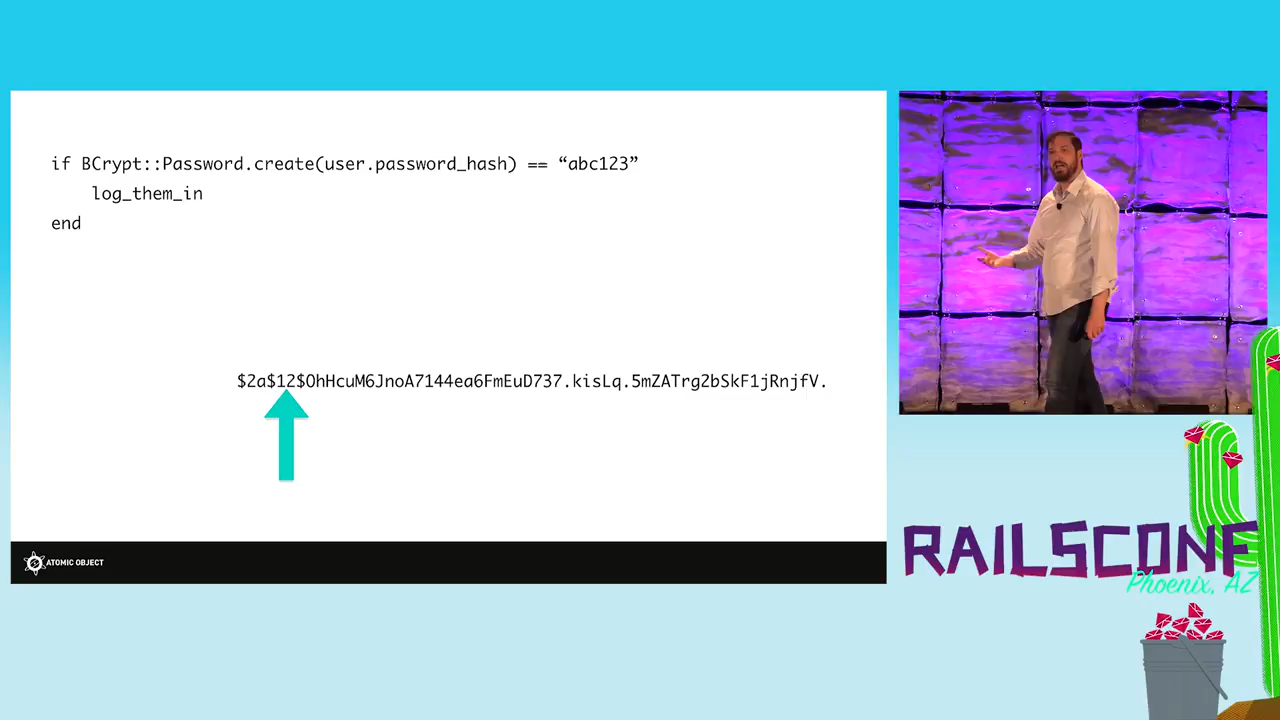 if BCrypt::Password.create(user.password_hash) == “abc123”
log_them_in
end
$2a$12$OhHcuM6JnoA7144ea6FmEuD737.kisLq.5mZATrg2bSkF1jRnjfV.
ATOMIC OBJECT
RAILSCONF
Phoenix, AZ